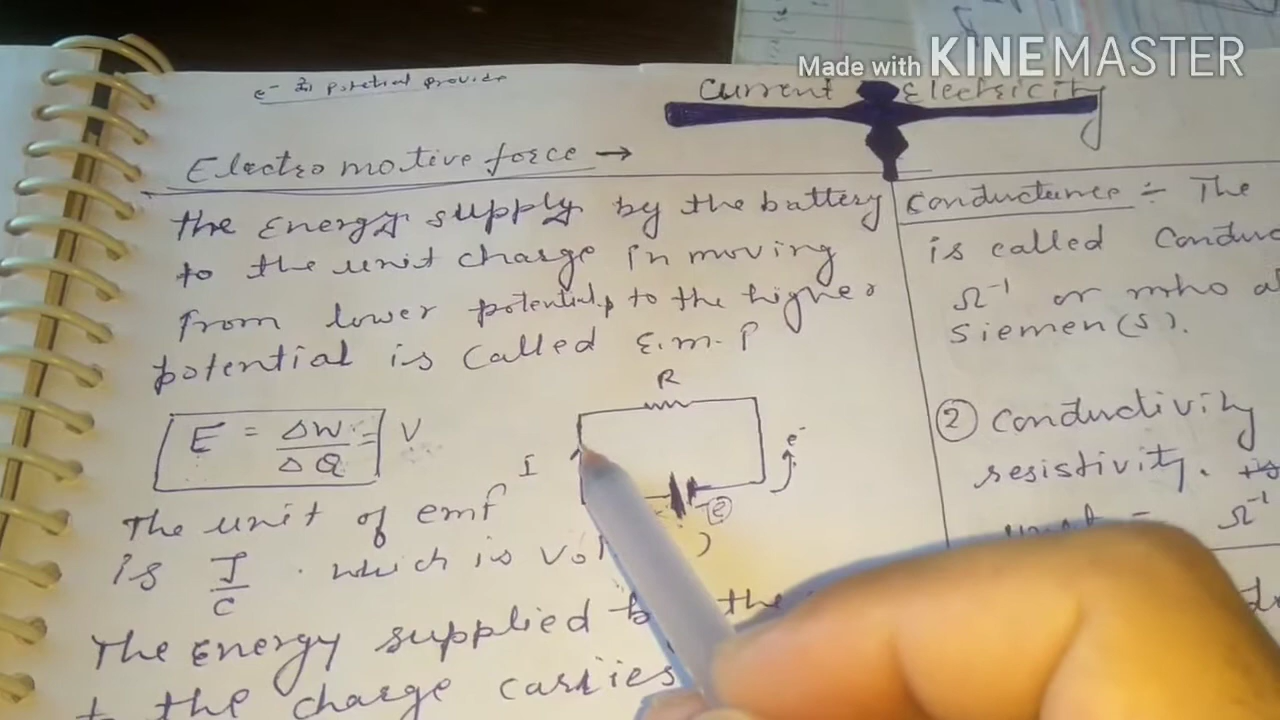 Made with KINEMASTER
e⁻ potential provider
Current Electricity
Electromotive force →
the Energy supply by the battery
to the unit charge in moving
from lower potential to the higher
potential is called E.m.f
E = ΔW/ΔQ = V
R
I
e⁻
e
The unit of emf
is J/C . which is Vol
The Energy supplied by the
to the charge carries
Conductance ÷ The
is called
Ω⁻¹ or mho
Siemen(S).
② Conductivity
resistivity.
Ω⁻¹